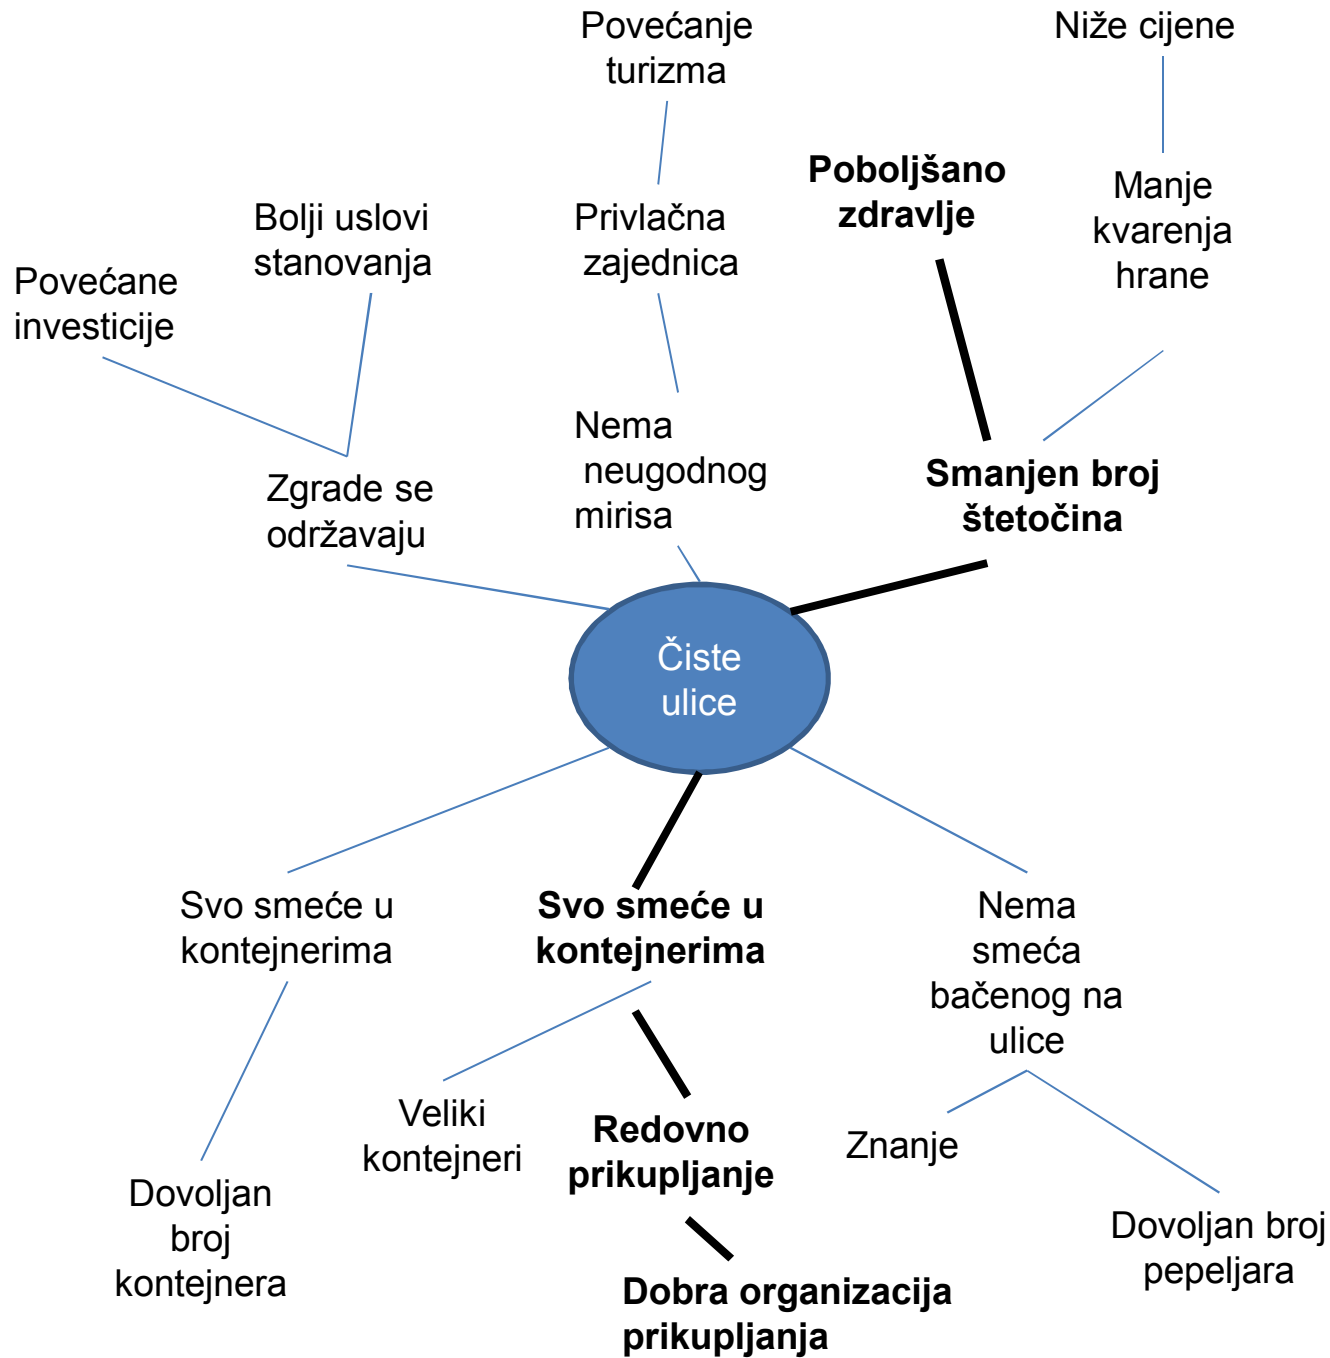 Povećanje
turizma
Niže cijene
Poboljšano
zdravlje
Manje
kvarenja
hrane
Bolji uslovi
stanovanja
Privlačna
zajednica
Povećane
investicije
Nema
neugodnog
mirisa
Smanjen broj
štetočina
Zgrade se
održavaju
Čiste
ulice
Svo smeće u
kontejnerima
Svo smeće u
kontejnerima
Nema
smeća
bačenog na
ulice
Veliki
kontejneri
Redovno
prikupljanje
Znanje
Dovoljan
broj
kontejnera
Dovoljan broj
pepeljara
Dobra organizacija
prikupljanja